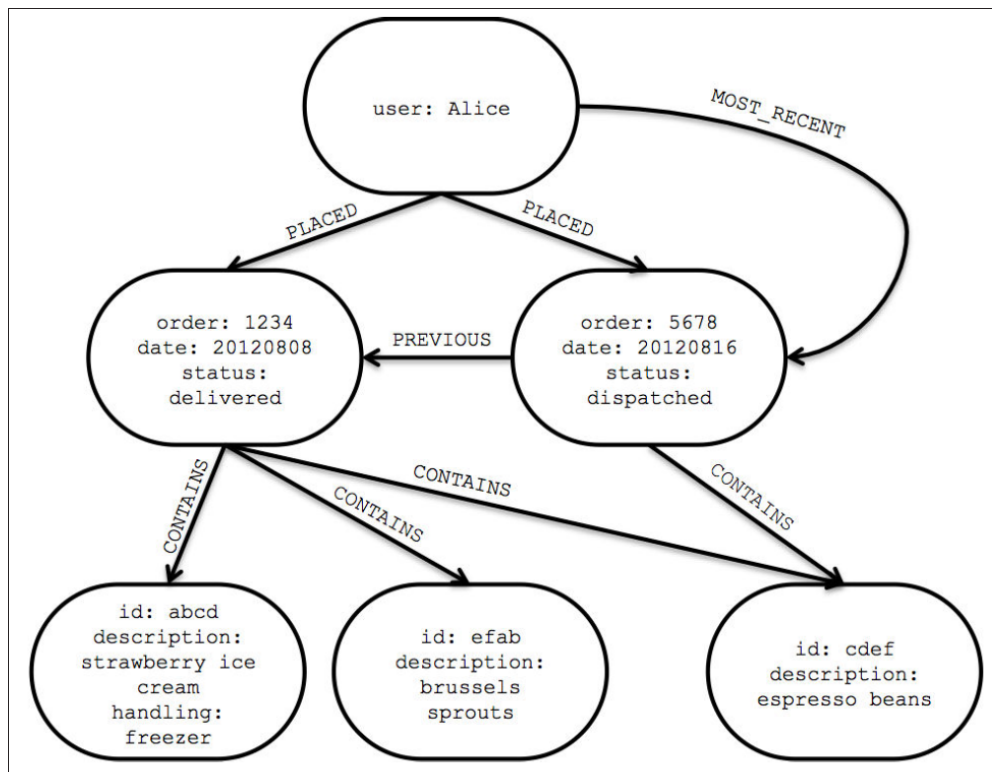 user: Alice
MOST_RECENT
PLACED
PLACED
order: 1234
date: 20120808
status:
delivered
PREVIOUS
order: 5678
date: 20120816
status:
dispatched
CONTAINS
CONTAINS
CONTAINS
CONTAINS
id: abcd
description:
strawberry ice
cream
handling:
freezer
id: efab
description:
brussels
sprouts
id: cdef
description:
espresso beans